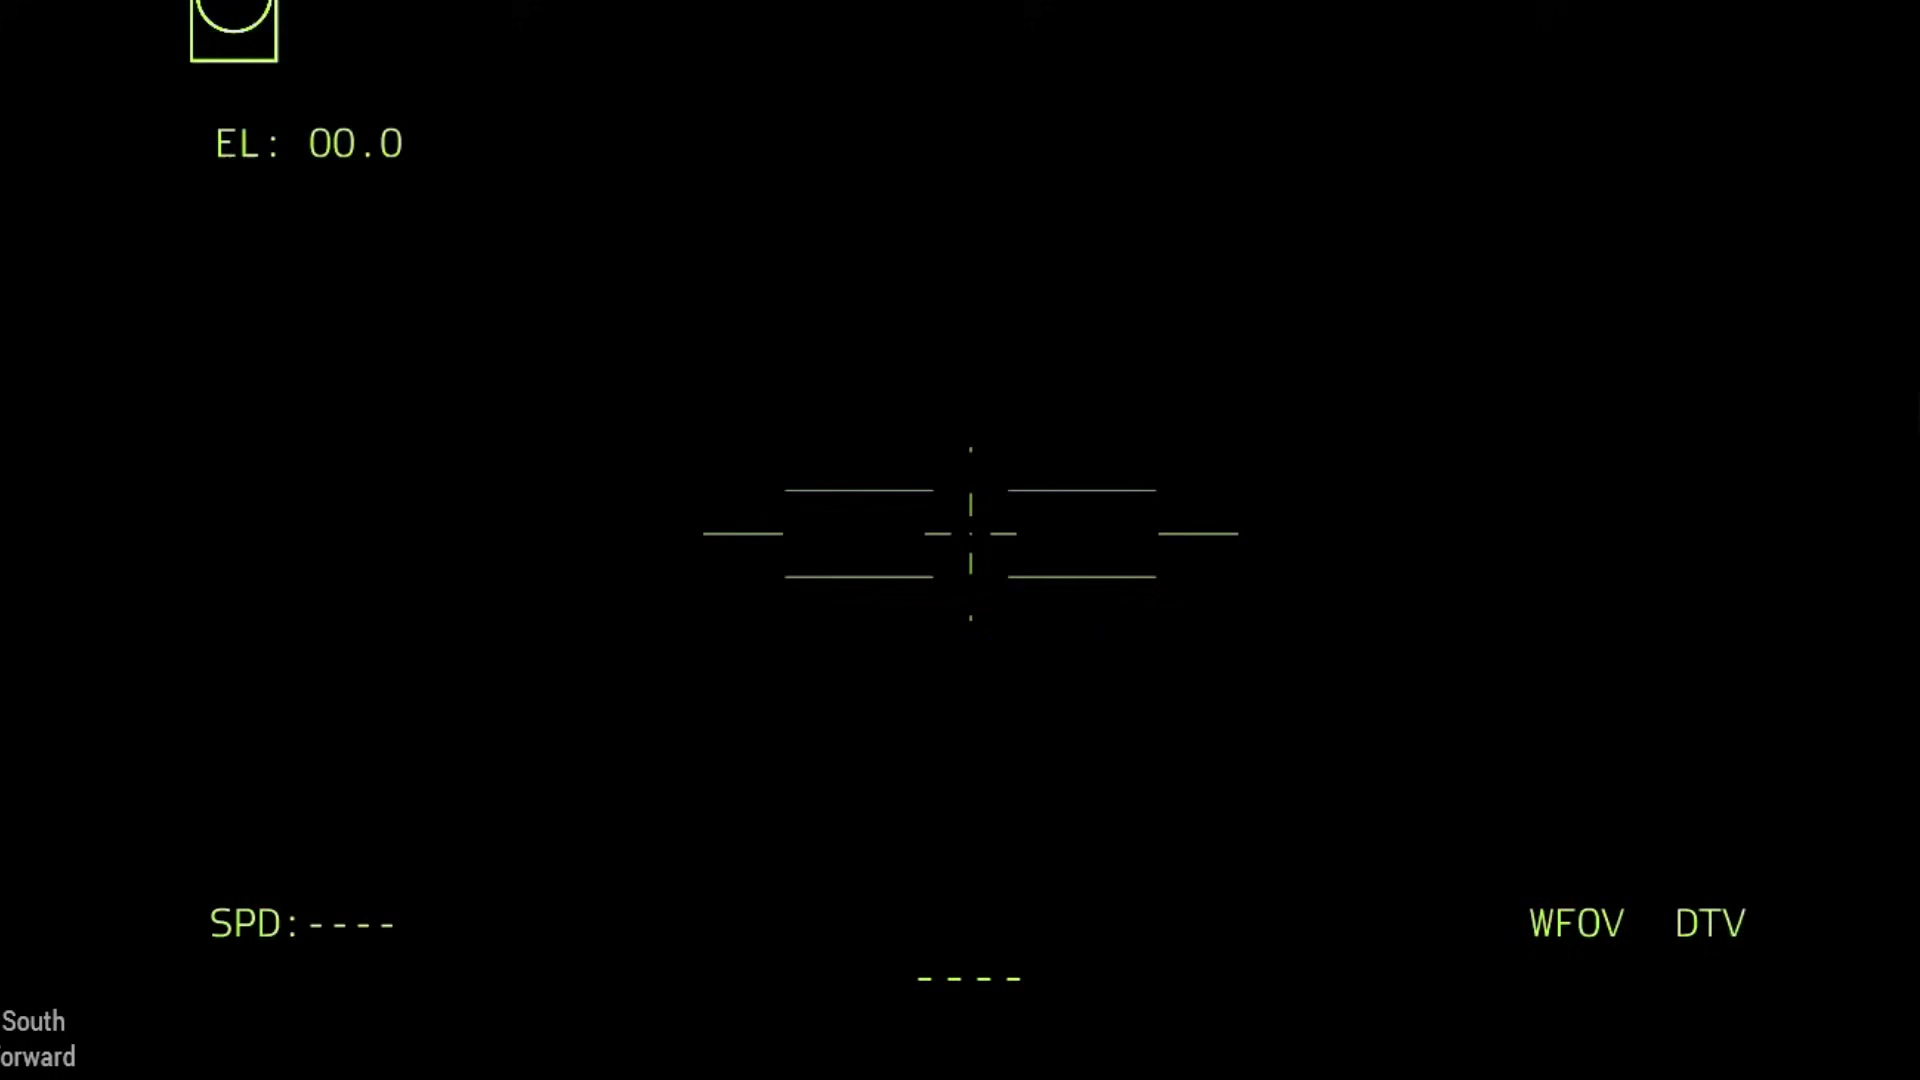 EL: 00.0
SPD:----
WFOV DTV
----
South
orward